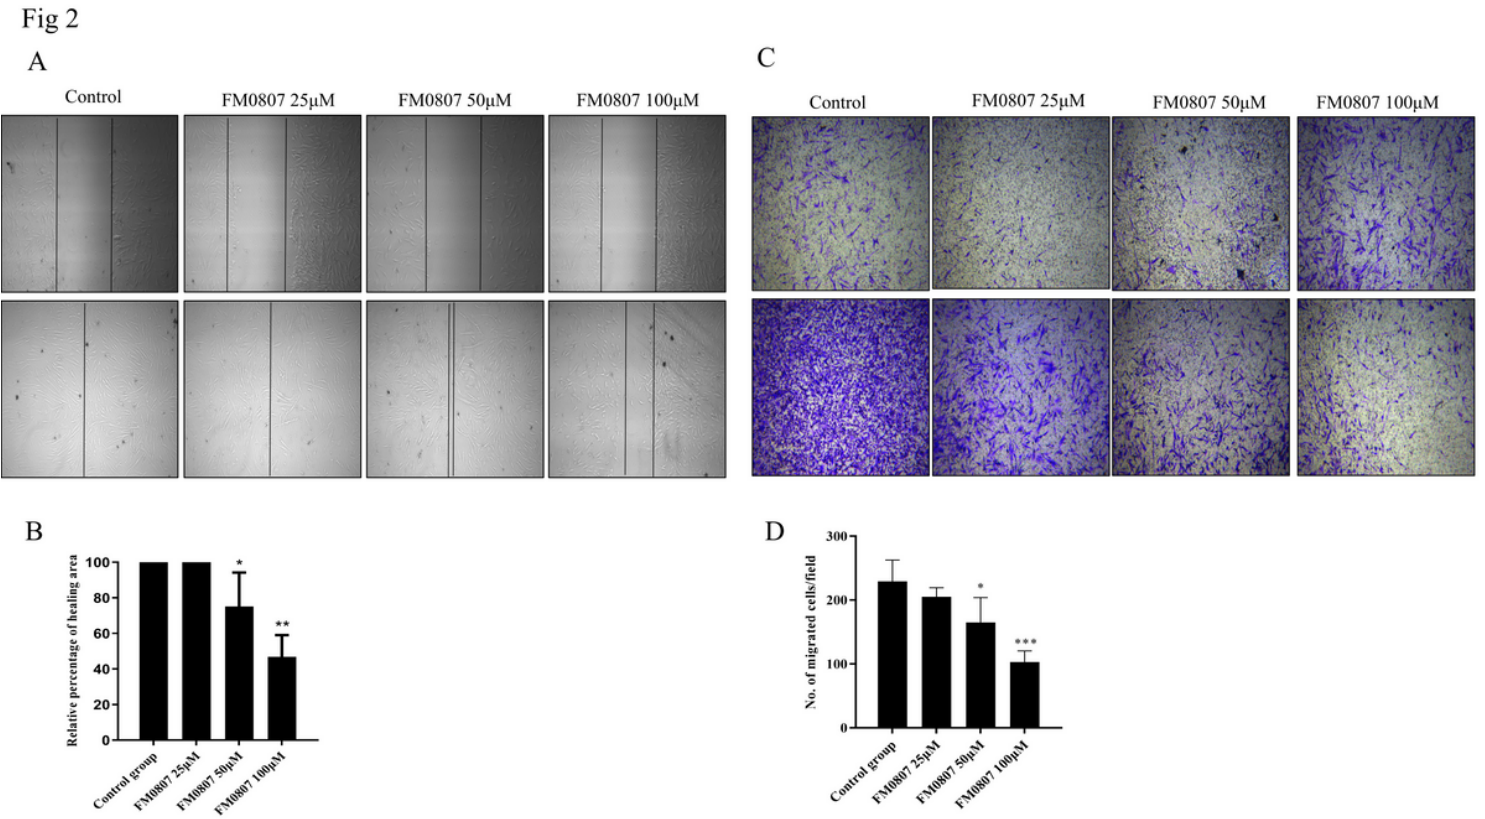 Fig 2
A
Control
FM0807 25μM
FM0807 50μM
FM0807 100μM
C
Control
FM0807 25μM
FM0807 50μM
FM0807 100μM
B
Relative percentage of healing area
100
80
60
40
20
0
*
**
Control group
FM0807 25μM
FM0807 50μM
FM0807 100μM
D
No. of migrated cells/field
300
200
100
0
*
***
Control group
FM0807 25μM
FM0807 50μM
FM0807 100μM